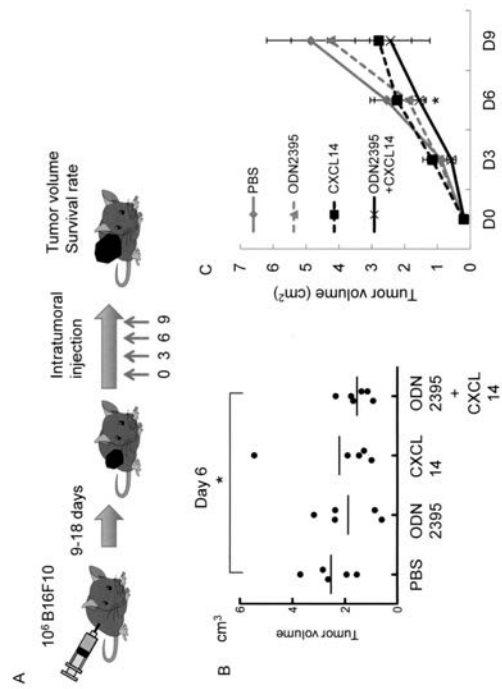 A
10⁶ B16F10
9-18 days
Intratumoral
injection
0 3 6 9
Tumor volume
Survival rate
B
cm³
Day 6
*
6
4
2
0
Tumor volume
PBS
ODN
2395
CXCL
14
ODN
2395
+
CXCL
14
C
7
6
5
4
3
2
1
0
Tumor volume (cm²)
PBS
ODN2395
CXCL14
ODN2395
+CXCL14
*
D0
D3
D6
D9